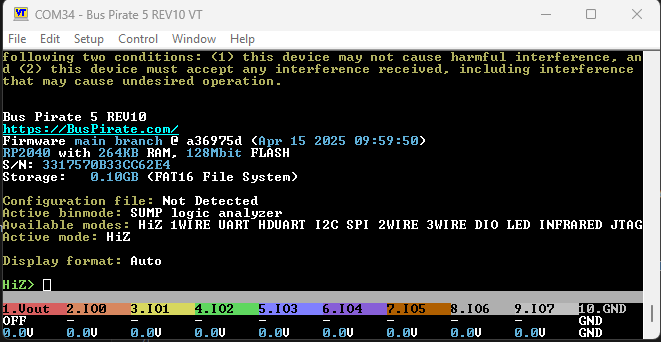 COM34 - Bus Pirate 5 REV10 VT
File Edit Setup Control Window Help
following two conditions: (1) this device may not cause harmful interference, an
d (2) this device must accept any interference received, including interference
that may cause undesired operation.
Bus Pirate 5 REV10
https://BusPirate.com/
Firmware main branch @ a36975d (Apr 15 2025 09:59:50)
RP2040 with 264KB RAM, 128Mbit FLASH
S/N: 3317570B33CC62E4
Storage:   0.10GB (FAT16 File System)
Configuration file: Not Detected
Active binmode: SUMP logic analyzer
Available modes: HiZ 1WIRE UART HDUART I2C SPI 2WIRE 3WIRE DIO LED INFRARED JTAG
Active mode: HiZ
Display format: Auto
HiZ>
1.Vout 2.IO0 3.IO1 4.IO2 5.IO3 6.IO4 7.IO5 8.IO6 9.IO7 10.GND
OFF - - - - - - - - GND
0.0V 0.0V 0.0V 0.0V 0.0V 0.0V 0.0V 0.0V 0.0V GND